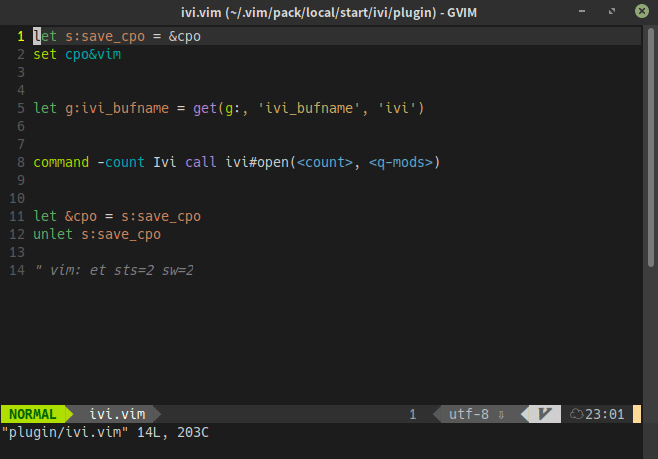 ivi.vim (~/.vim/pack/local/start/ivi/plugin) - GVIM
1 let s:save_cpo = &cpo
2 set cpo&vim
3
4
5 let g:ivi_bufname = get(g:, 'ivi_bufname', 'ivi')
6
7
8 command -count Ivi call ivi#open(<count>, <q-mods>)
9
10
11 let &cpo = s:save_cpo
12 unlet s:save_cpo
13
14 " vim: et sts=2 sw=2
NORMAL ivi.vim 1 utf-8 ⇩ V 23:01
"plugin/ivi.vim" 14L, 203C